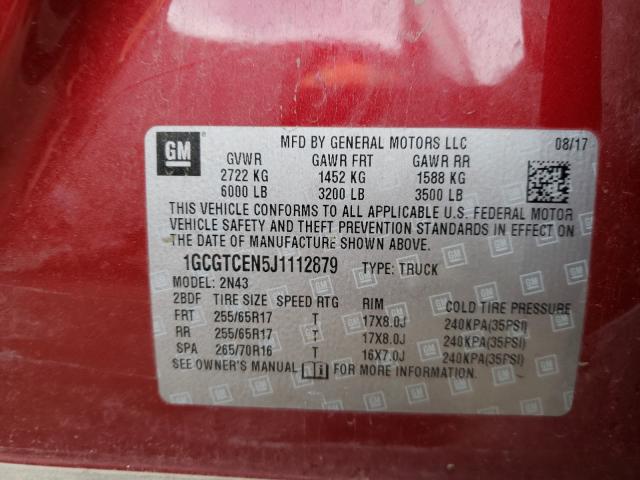 GM
MFD BY GENERAL MOTORS LLC 08/17
GVWR GAWR FRT GAWR RR
2722 KG 1452 KG 1588 KG
6000 LB 3200 LB 3500 LB
THIS VEHICLE CONFORMS TO ALL APPLICABLE U.S. FEDERAL MOTOR
VEHICLE SAFETY AND THEFT PREVENTION STANDARDS IN EFFECT ON
THE DATE OF MANUFACTURE SHOWN ABOVE.
1GCGTCEN5J1112879 TYPE: TRUCK
MODEL: 2N43
2BDF TIRE SIZE SPEED RTG RIM COLD TIRE PRESSURE
FRT 255/65R17 T 17X8.0J 240KPA(35PSI)
RR 255/65R17 T 17X8.0J 240KPA(35PSI)
SPA 265/70R16 T 16X7.0J 240KPA(35PSI)
SEE OWNER'S MANUAL FOR MORE INFORMATION.